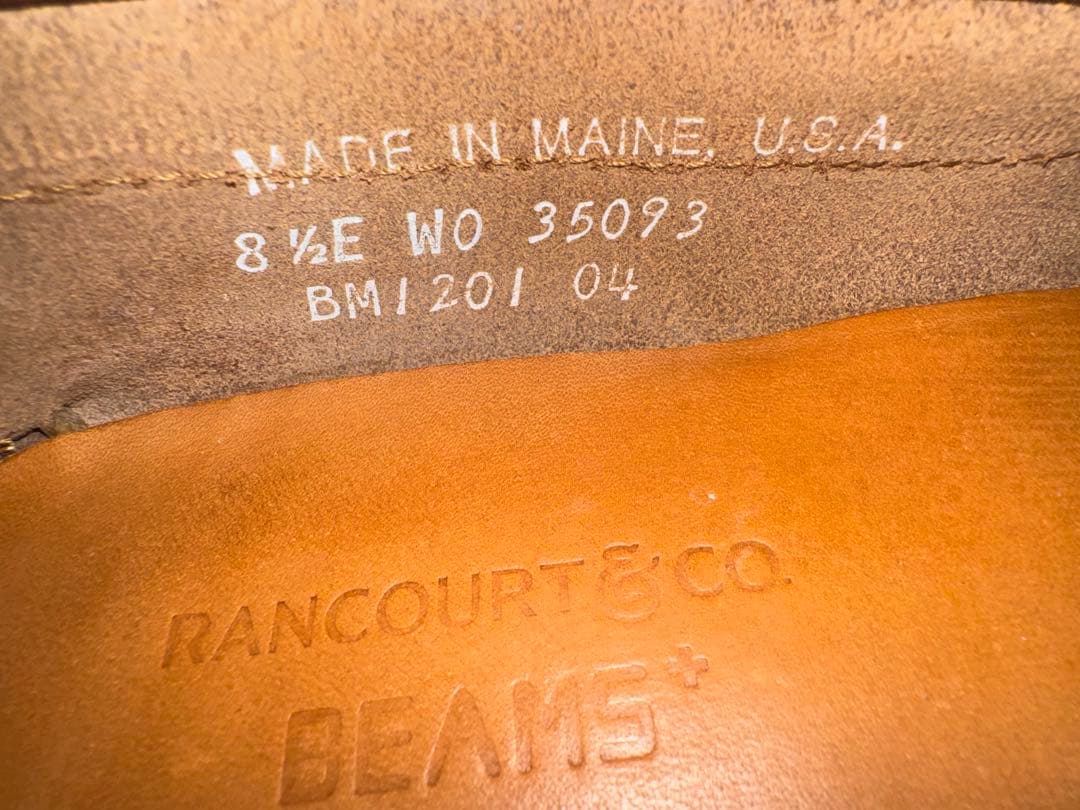 MADE IN MAINE, U.S.A.
8 ½E WO 35093
BM1201 04
RANCOURT & CO.
BEAMS+